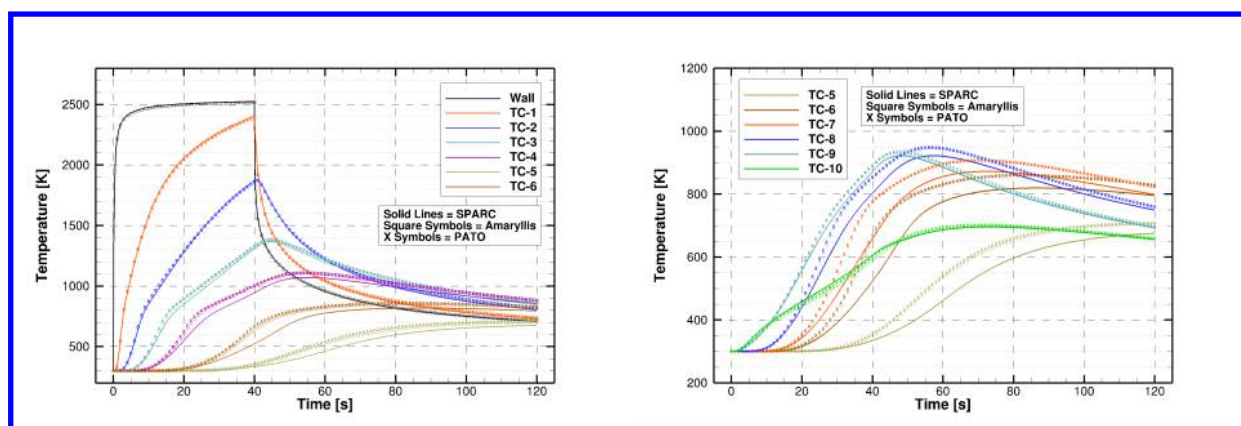 2500
2000
1500
1000
500
Temperature [K]
0
20
40
60
80
100
120
Time [s]
Wall
TC-1
TC-2
TC-3
TC-4
TC-5
TC-6
Solid Lines = SPARC
Square Symbols = Amaryllis
X Symbols = PATO
1200
1000
800
600
400
200
Temperature [K]
0
20
40
60
80
100
120
Time [s]
TC-5
TC-6
TC-7
TC-8
TC-9
TC-10
Solid Lines = SPARC
Square Symbols = Amaryllis
X Symbols = PATO